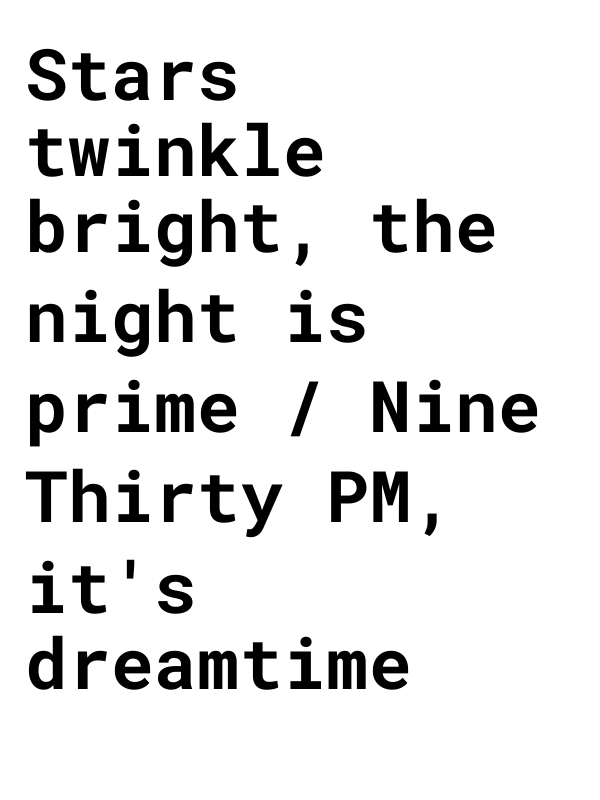 Stars
twinkle
bright, the
night is
prime / Nine
Thirty PM,
it's
dreamtime